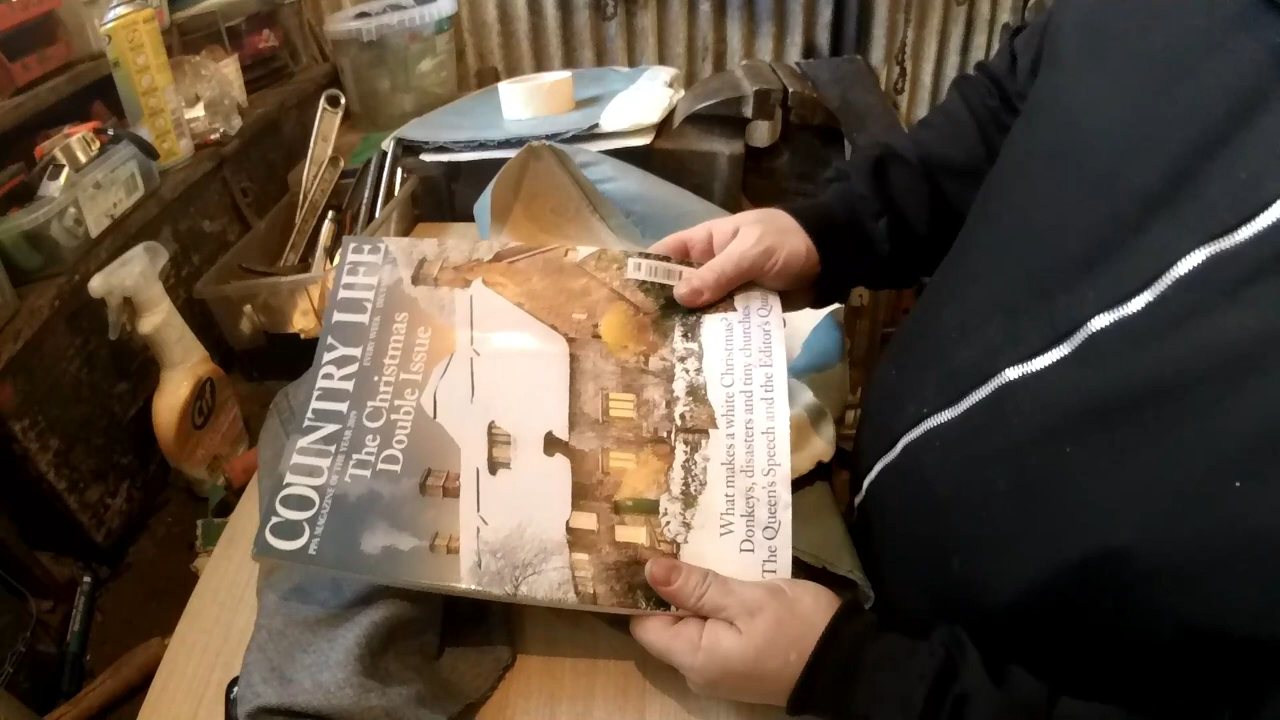 COUNTRY LIFE
PPA MAGAZINE OF THE YEAR 2019
EVERY WEEK
The Christmas
Double Issue
What makes a white Christmas?
Donkeys, disasters and tiny churches
The Queen's Speech and the Editor's